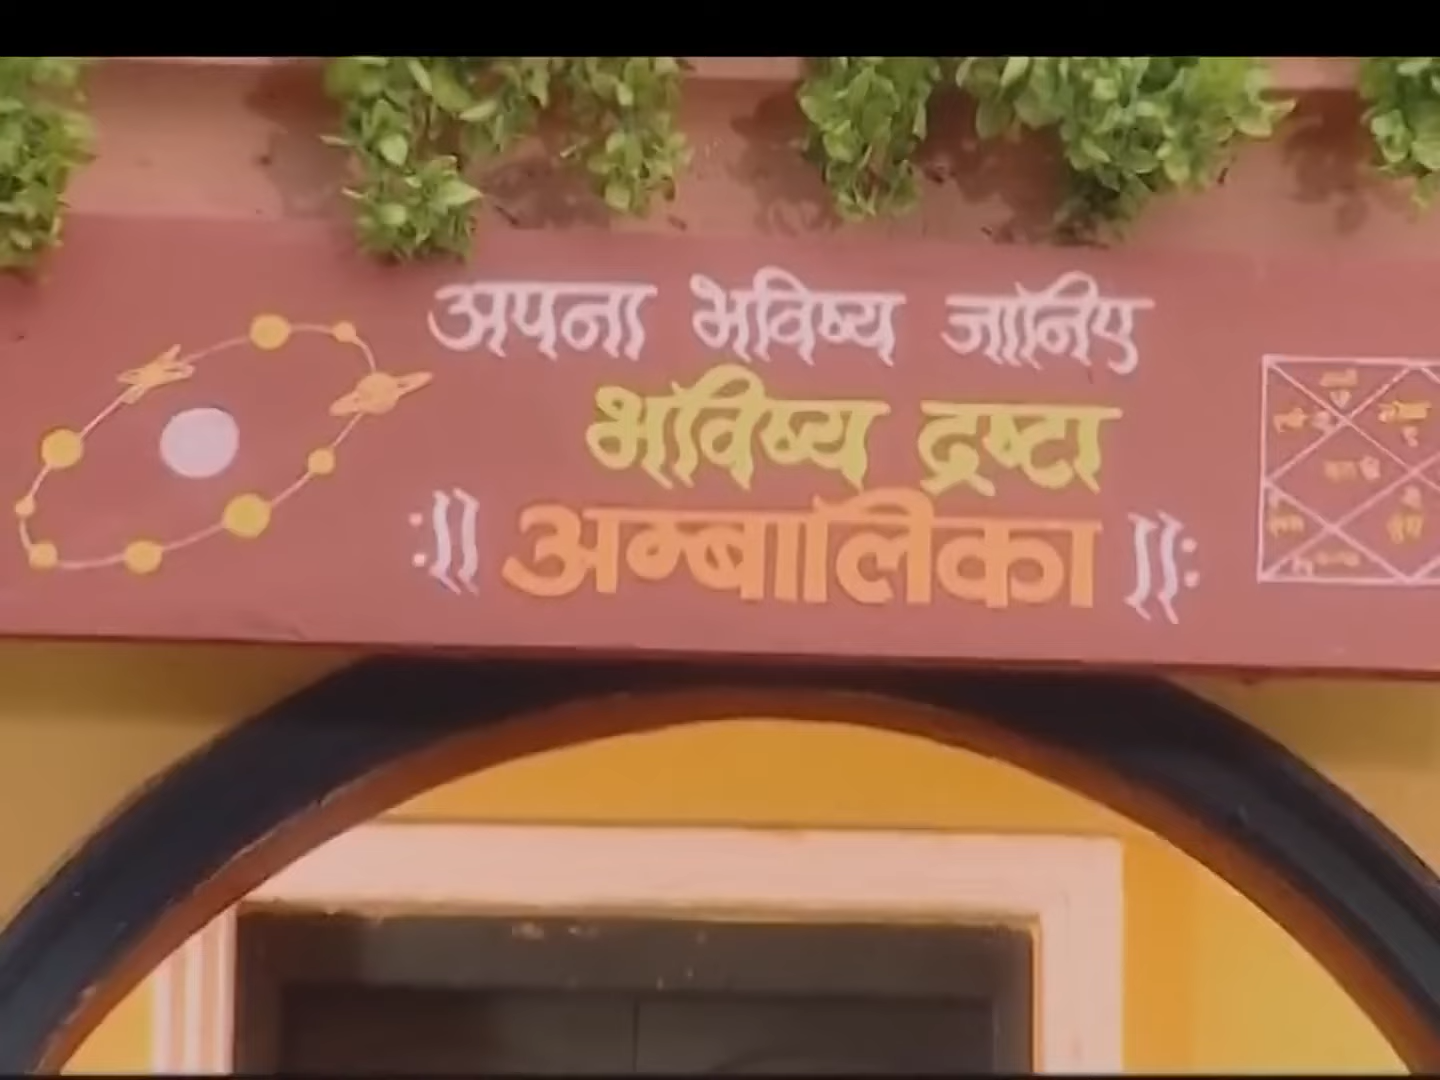 अपना भविष्य जानिए
भविष्य द्रष्टा
:॥ अम्बालिका ॥: